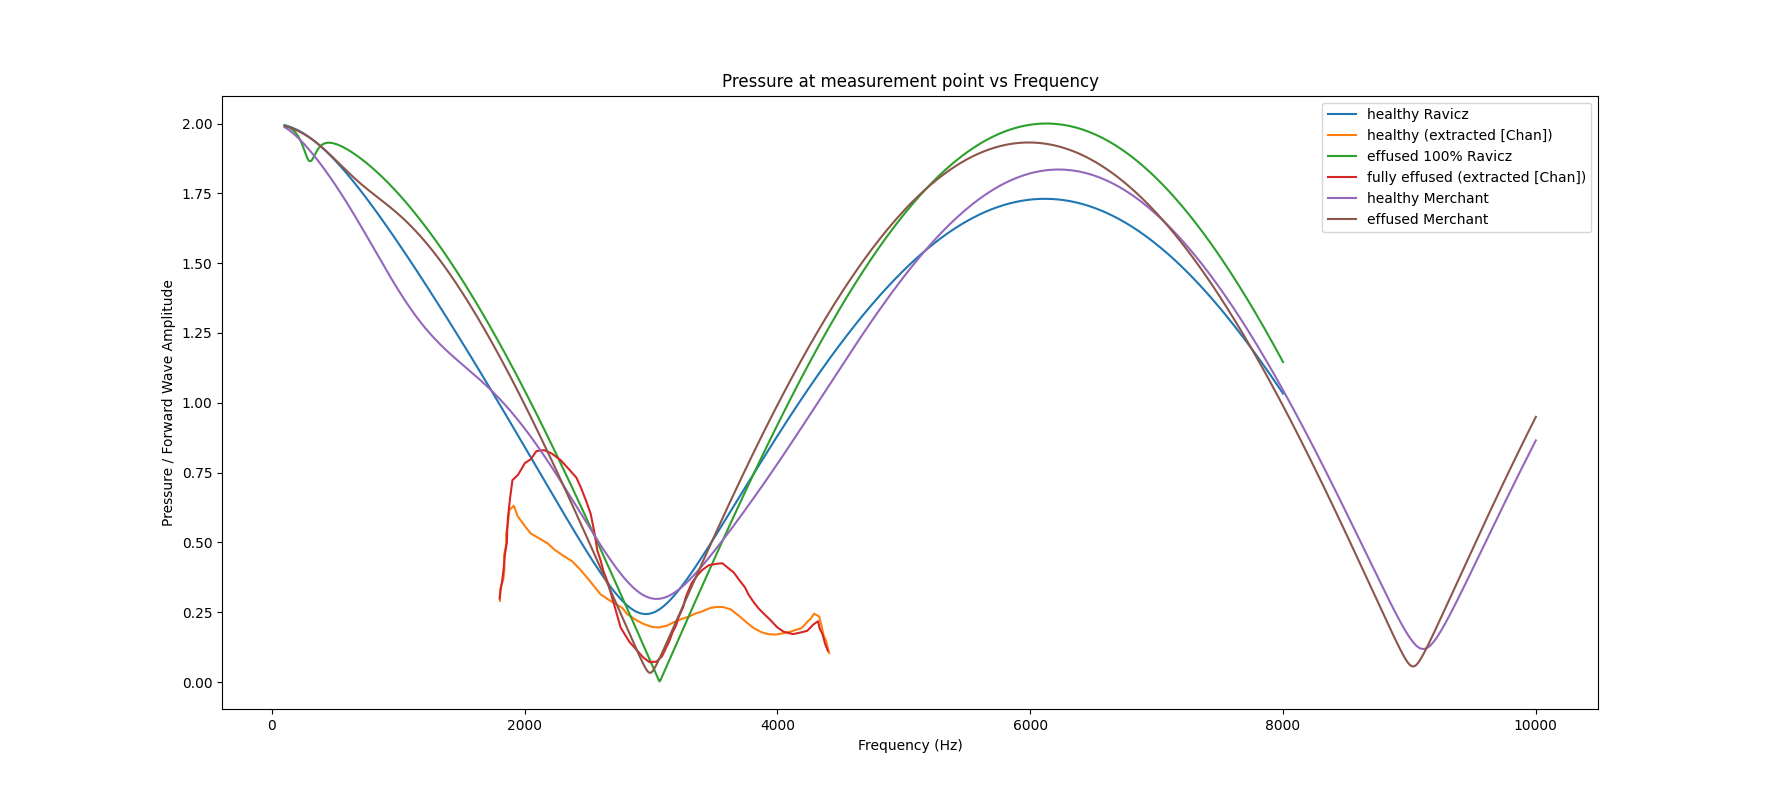 Pressure at measurement point vs Frequency
healthy Ravicz
healthy (extracted [Chan])
effused 100% Ravicz
fully effused (extracted [Chan])
healthy Merchant
effused Merchant
Pressure / Forward Wave Amplitude
2.00
1.75
1.50
1.25
1.00
0.75
0.50
0.25
0.00
0 2000 4000 6000 8000 10000
Frequency (Hz)